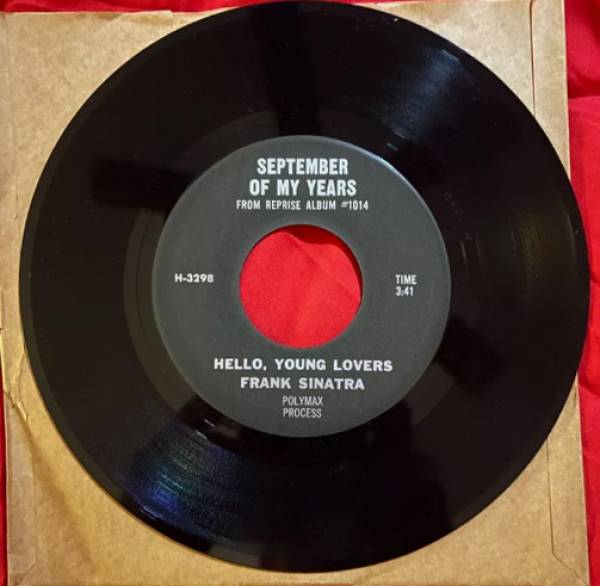 SEPTEMBER
OF MY YEARS
FROM REPRISE ALBUM #1014
H-3298
TIME
3:41
HELLO, YOUNG LOVERS
FRANK SINATRA
POLYMAX
PROCESS